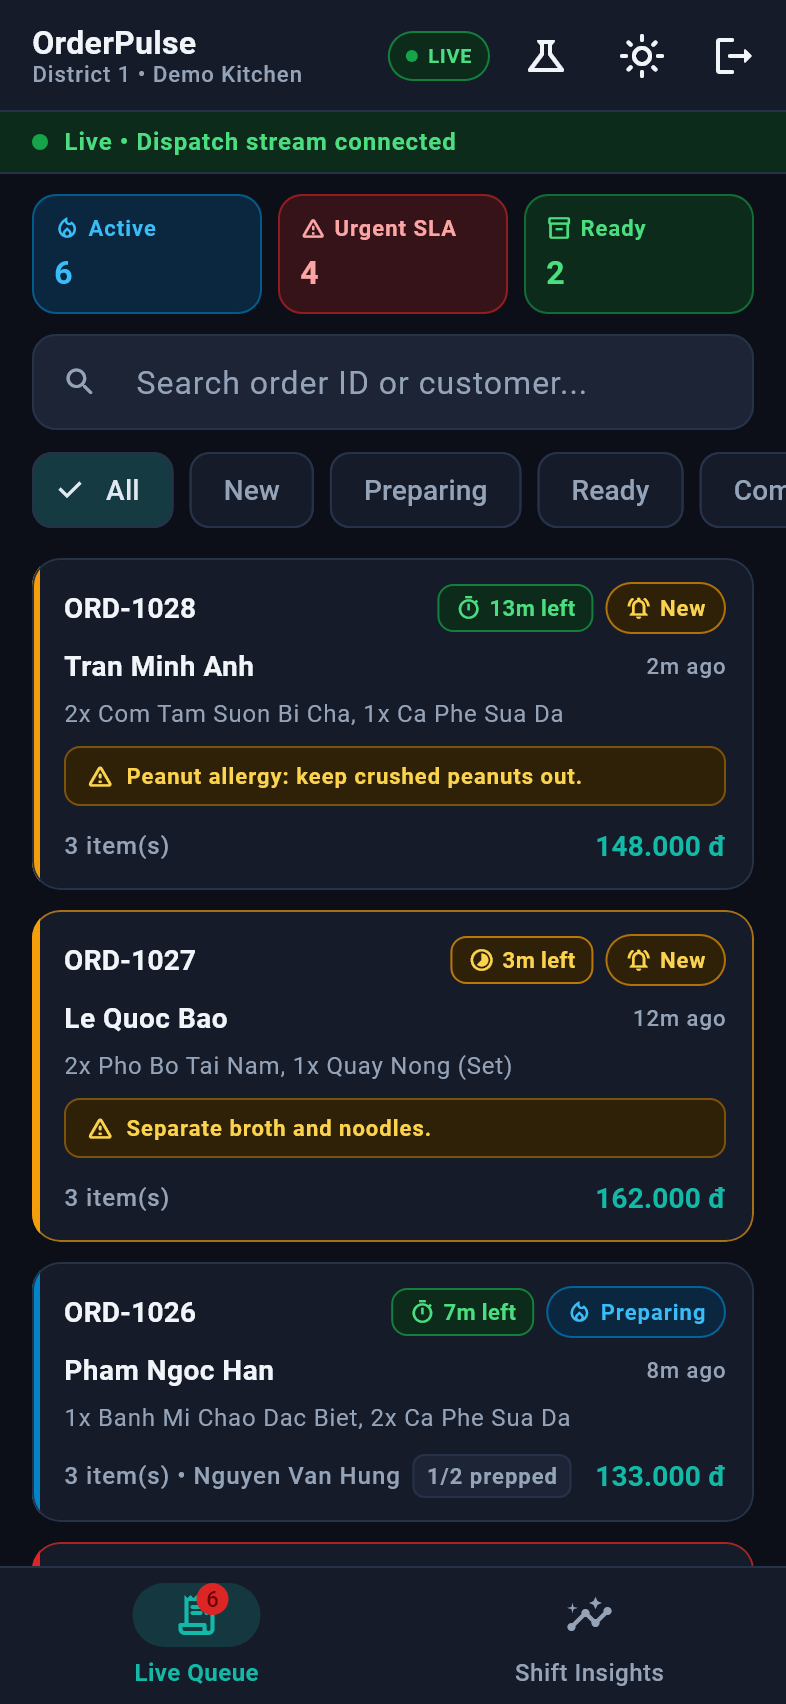 OrderPulse
District 1 • Demo Kitchen
LIVE
Live • Dispatch stream connected
Active
6
Urgent SLA
4
Ready
2
Search order ID or customer...
All
New
Preparing
Ready
Com
ORD-1028
13m left
New
Tran Minh Anh
2m ago
2x Com Tam Suon Bi Cha, 1x Ca Phe Sua Da
Peanut allergy: keep crushed peanuts out.
3 item(s)
148.000 đ
ORD-1027
3m left
New
Le Quoc Bao
12m ago
2x Pho Bo Tai Nam, 1x Quay Nong (Set)
Separate broth and noodles.
3 item(s)
162.000 đ
ORD-1026
7m left
Preparing
Pham Ngoc Han
8m ago
1x Banh Mi Chao Dac Biet, 2x Ca Phe Sua Da
3 item(s) • Nguyen Van Hung
1/2 prepped
133.000 đ
6
Live Queue
Shift Insights